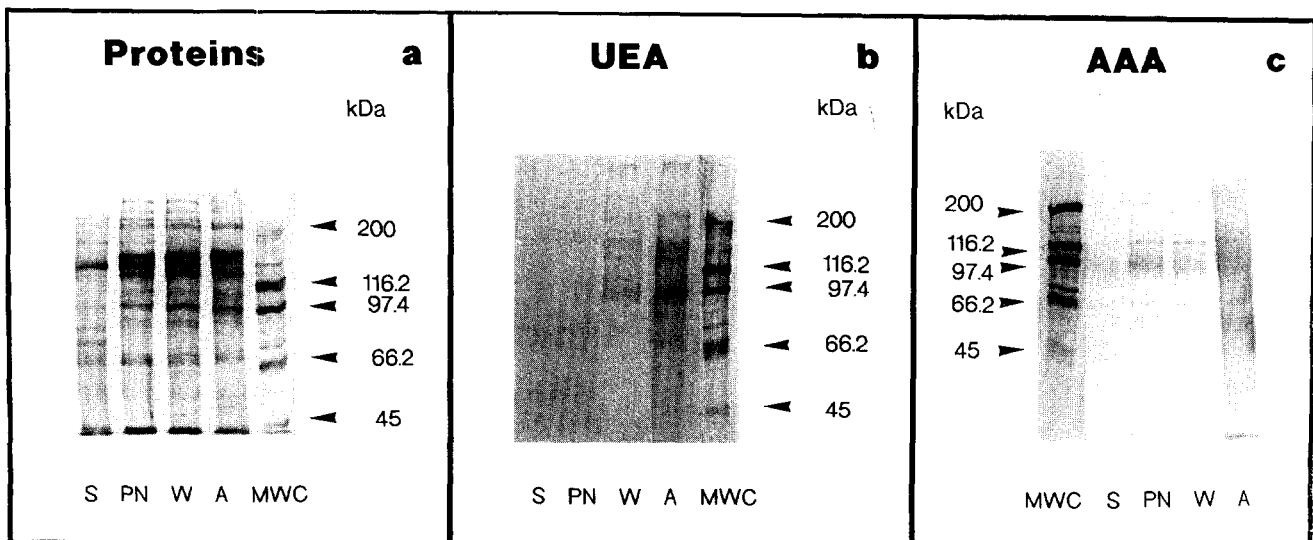 Proteins a
kDa
200
116.2
97.4
66.2
45
S PN W A MWC
UEA b
kDa
200
116.2
97.4
66.2
45
S PN W A MWC
AAA c
kDa
200
116.2
97.4
66.2
45
MWC S PN W A